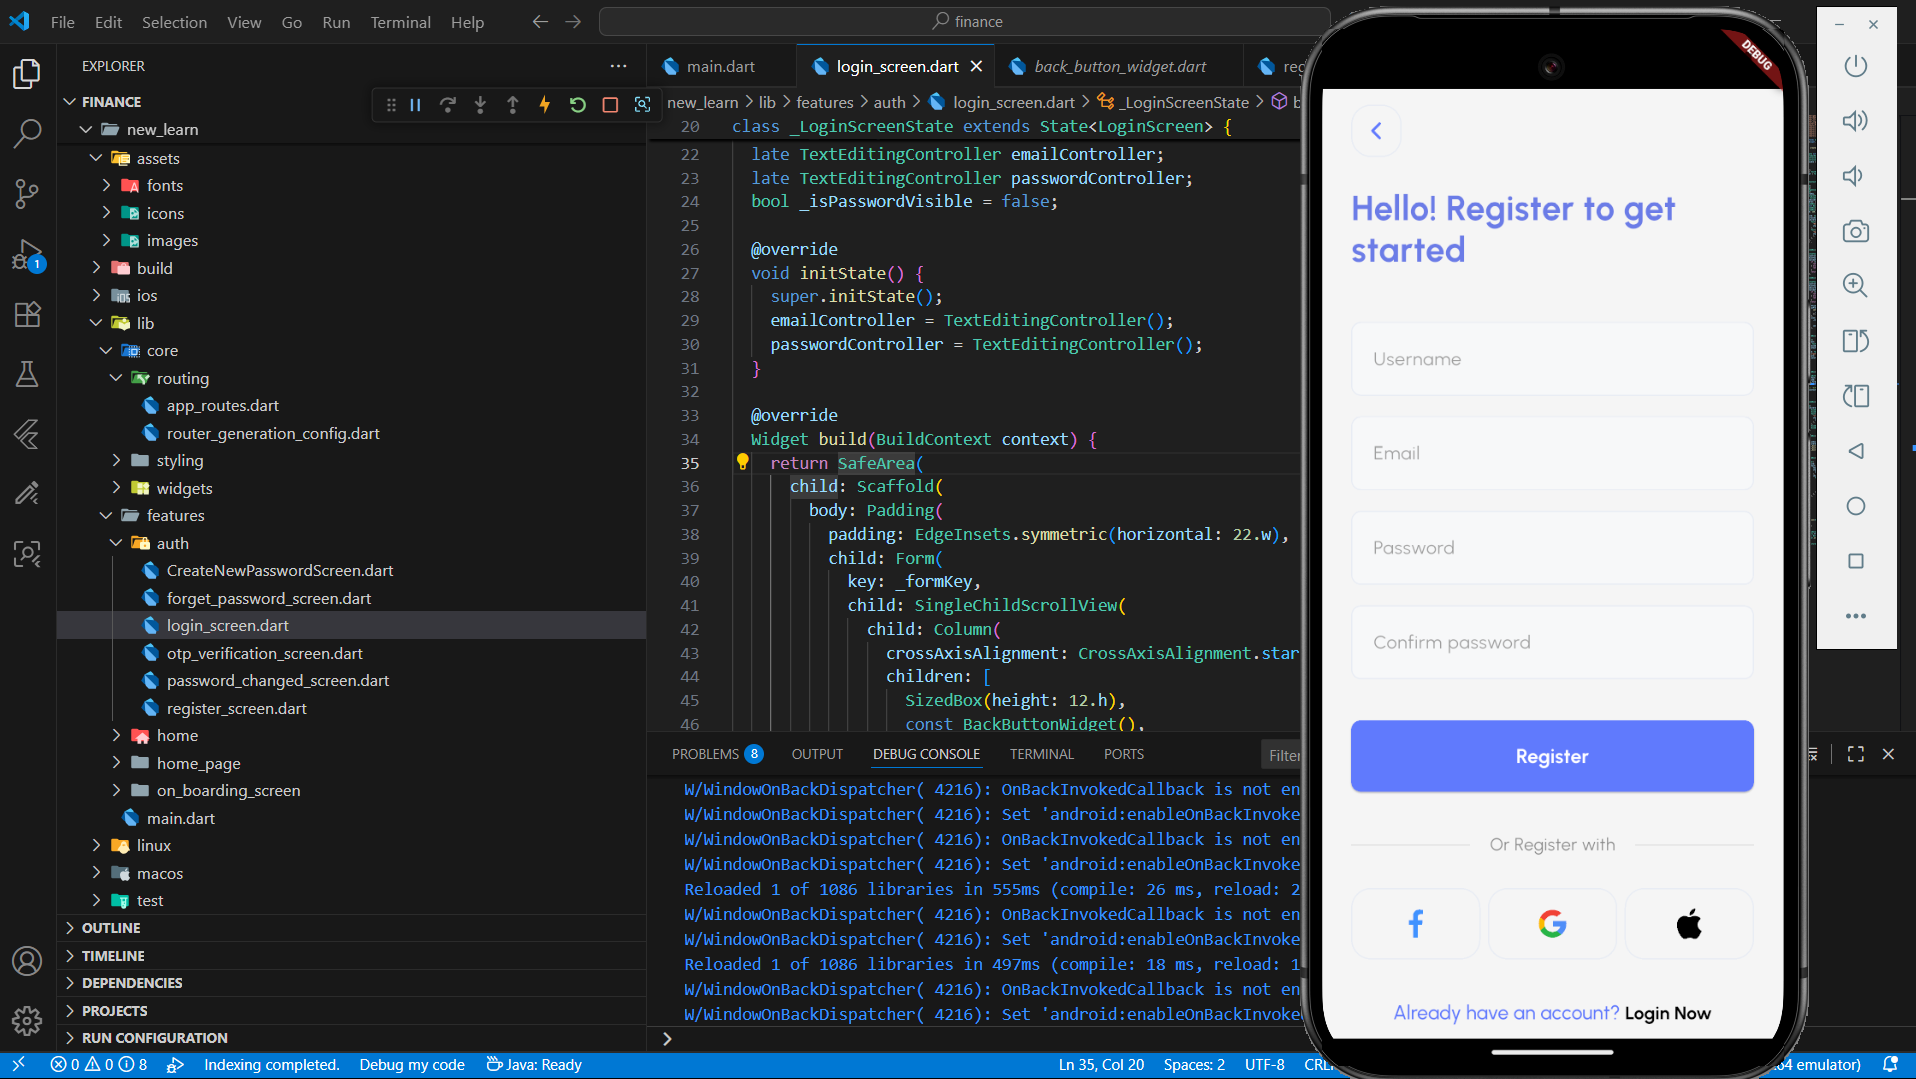 File Edit Selection View Go Run Terminal Help
finance
EXPLORER
FINANCE
new_learn
assets
fonts
icons
images
build
ios
lib
core
routing
app_routes.dart
router_generation_config.dart
styling
widgets
features
auth
CreateNewPasswordScreen.dart
forget_password_screen.dart
login_screen.dart
otp_verification_screen.dart
password_changed_screen.dart
register_screen.dart
home
home_page
on_boarding_screen
main.dart
linux
macos
test
OUTLINE
TIMELINE
DEPENDENCIES
PROJECTS
RUN CONFIGURATION
1
main.dart login_screen.dart back_button_widget.dart
new_learn > lib > features > auth > login_screen.dart > _LoginScreenState > b
20 class _LoginScreenState extends State<LoginScreen> {
22 late TextEditingController emailController;
23 late TextEditingController passwordController;
24 bool _isPasswordVisible = false;
25
26 @override
27 void initState() {
28 super.initState();
29 emailController = TextEditingController();
30 passwordController = TextEditingController();
31 }
32
33 @override
34 Widget build(BuildContext context) {
35 return SafeArea(
36 child: Scaffold(
37 body: Padding(
38 padding: EdgeInsets.symmetric(horizontal: 22.w),
39 child: Form(
40 key: _formKey,
41 child: SingleChildScrollView(
42 child: Column(
43 crossAxisAlignment: CrossAxisAlignment.star
44 children: [
45 SizedBox(height: 12.h),
46 const BackButtonWidget(),
PROBLEMS 8 OUTPUT DEBUG CONSOLE TERMINAL PORTS Filter
W/WindowOnBackDispatcher( 4216): OnBackInvokedCallback is not en
W/WindowOnBackDispatcher( 4216): Set 'android:enableOnBackInvoke
W/WindowOnBackDispatcher( 4216): OnBackInvokedCallback is not en
W/WindowOnBackDispatcher( 4216): Set 'android:enableOnBackInvoke
Reloaded 1 of 1086 libraries in 555ms (compile: 26 ms, reload: 2
W/WindowOnBackDispatcher( 4216): OnBackInvokedCallback is not en
W/WindowOnBackDispatcher( 4216): Set 'android:enableOnBackInvoke
Reloaded 1 of 1086 libraries in 497ms (compile: 18 ms, reload: 1
W/WindowOnBackDispatcher( 4216): OnBackInvokedCallback is not en
W/WindowOnBackDispatcher( 4216): Set 'android:enableOnBackInvoke
DEBUG
Hello! Register to get
started
Username
Email
Password
Confirm password
Register
Or Register with
Already have an account? Login Now
0 0 8 Indexing completed. Debug my code Java: Ready Ln 35, Col 20 Spaces: 2 UTF-8 emulator)